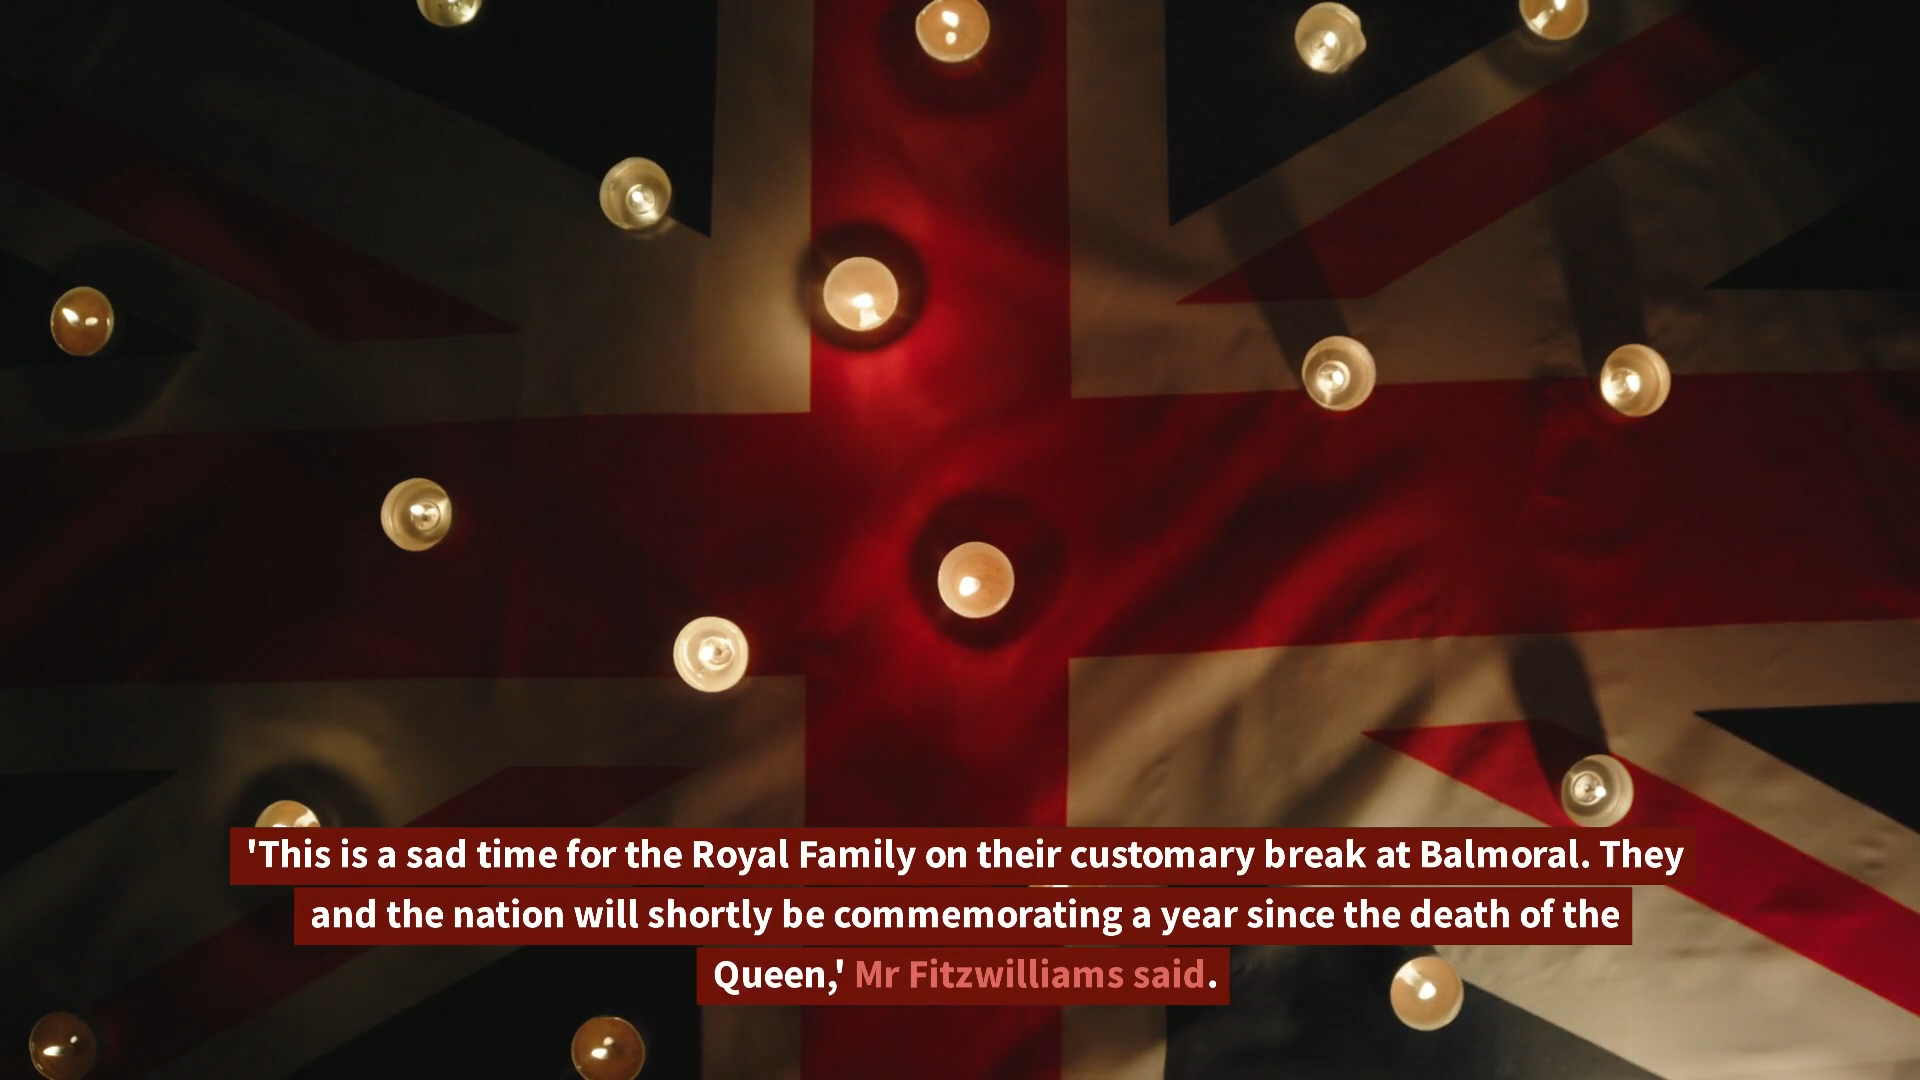 'This is a sad time for the Royal Family on their customary break at Balmoral. They
and the nation will shortly be commemorating a year since the death of the
Queen,' Mr Fitzwilliams said.